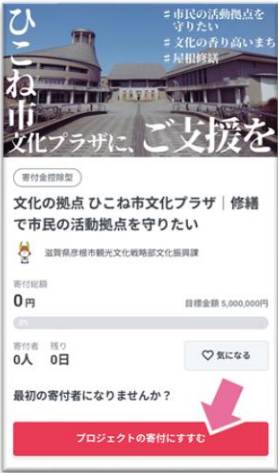 ひこね市
#市民の活動拠点を
守りたい
#文化の香り高いまち
#屋根修繕
文化プラザに、ご支援を
寄付金控除型
文化の拠点 ひこね市文化プラザ｜修繕
で市民の活動拠点を守りたい
滋賀県彦根市観光文化戦略部文化振興課
寄付総額
0円
目標金額 5,000,000円
0%
寄付者 残り
0人 0日
♡ 気になる
最初の寄付者になりませんか？
プロジェクトの寄付にすすむ